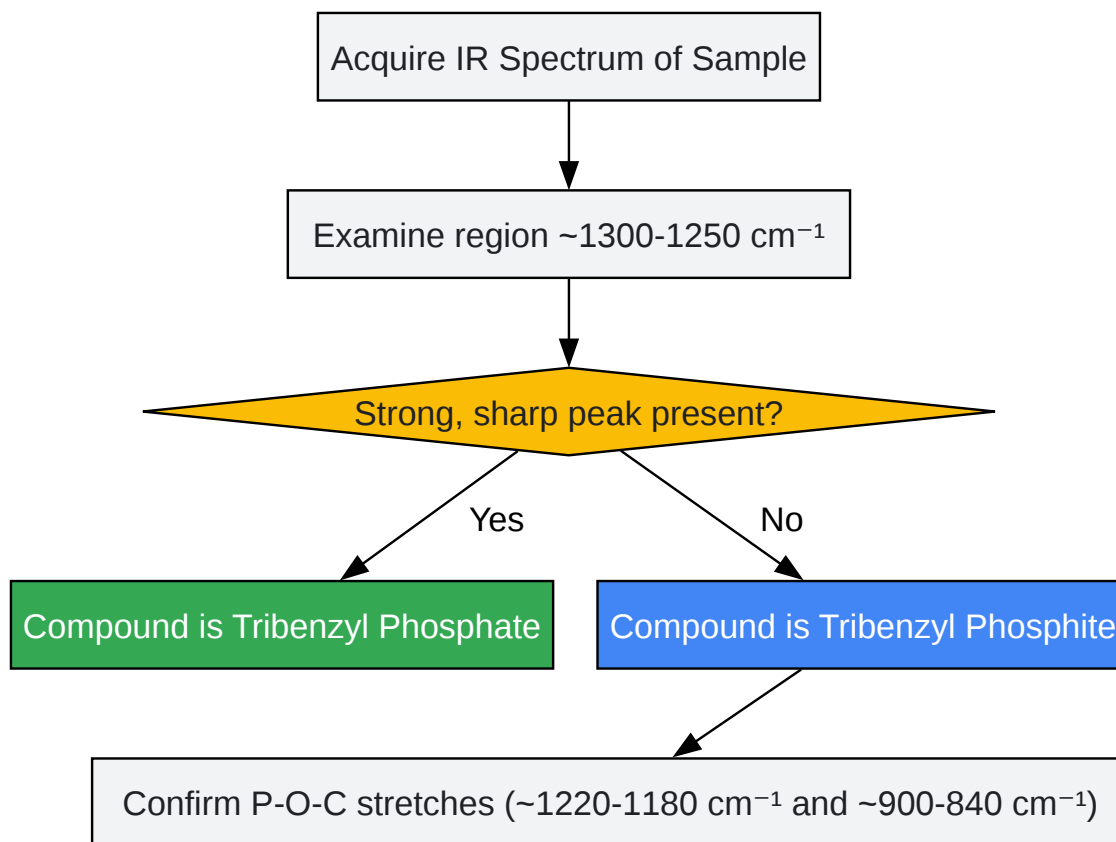 Acquire IR Spectrum of Sample
Examine region ~1300-1250 cm⁻¹
Strong, sharp peak present?
Yes
No
Compound is Tribenzyl Phosphate
Compound is Tribenzyl Phosphite
Confirm P-O-C stretches (~1220-1180 cm⁻¹ and ~900-840 cm⁻¹)